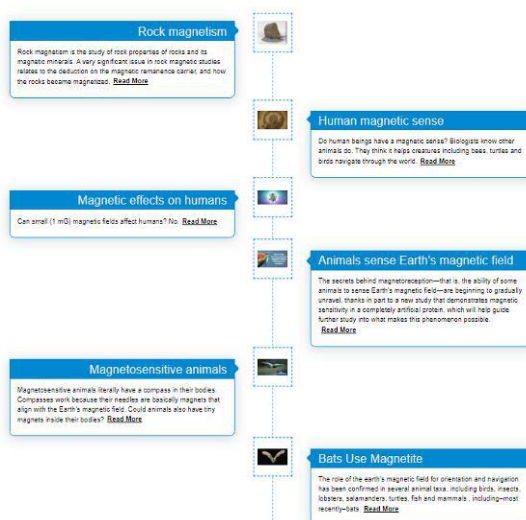 Rock magnetism
Rock magnetism is the study of rock properties of rocks and its
magnetic minerals. A very significant issue in rock magnetic studies
relates to the deduction on the magnetic remanence carrier, and how
the rocks became magnetized. Read More
Human magnetic sense
Do human beings have a magnetic sense? Biologists know other
animals do. They think it helps creatures including bees, turtles and
birds navigate through the world. Read More
Magnetic effects on humans
Can small (1 mG) magnetic fields affect humans? No. Read More
Animals sense Earth's magnetic field
The secrets behind magnetoreception—that is, the ability of some
animals to sense Earth's magnetic field—are beginning to gradually
unravel, thanks in part to a new study that demonstrates magnetic
sensitivity in a completely artificial protein, which will help guide
further study into what makes this phenomenon possible.
Read More
Magnetosensitive animals
Magnetosensitive animals literally have a compass in their bodies.
Compasses work because their needles are basically magnets that
align with the Earth's magnetic field. Could animals also have tiny
magnets inside their bodies? Read More
Bats Use Magnetite
The role of the earth's magnetic field for orientation and navigation
has been confirmed in several animal taxa, including birds, insects,
lobsters, salamanders, turtles, fish and mammals , including–most
recently–bats. Read More